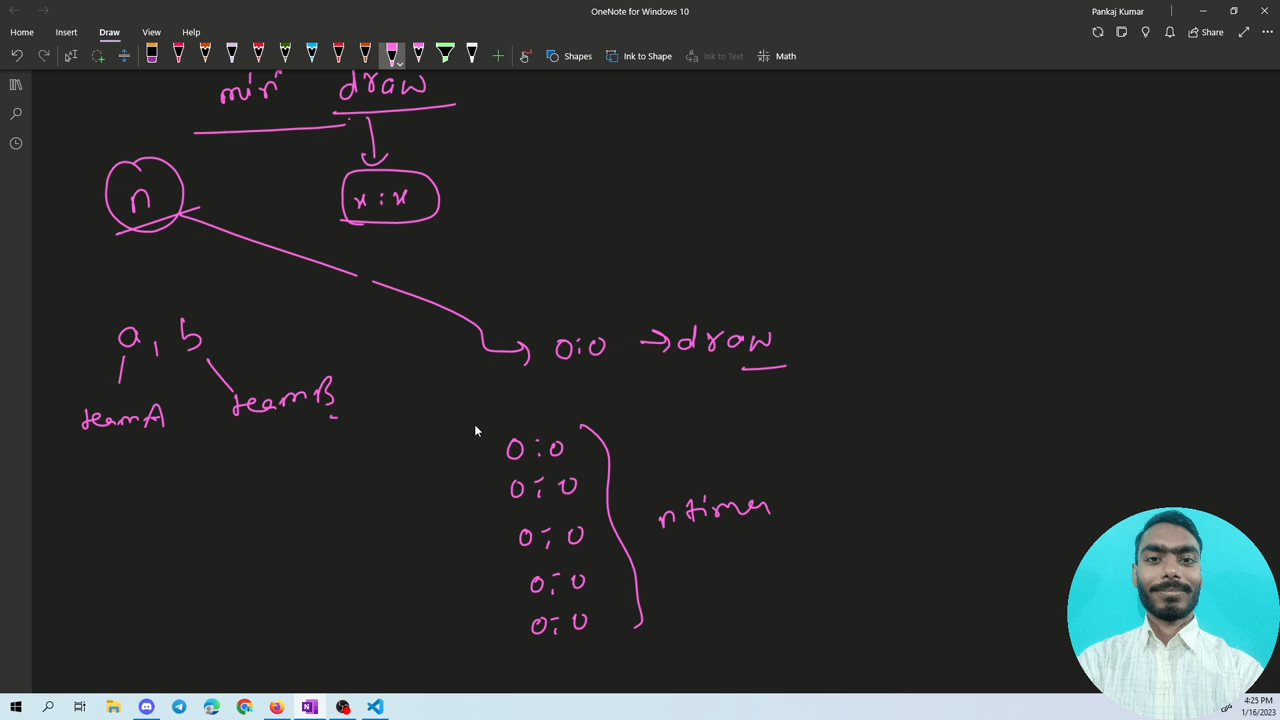 OneNote for Windows 10
Pankaj Kumar
Home Insert Draw View Help
Share
Shapes Ink to Shape Ink to Text Math
min draw
n
x : x
a, b
0:0 → draw
team A
team B
0 : 0
0 : 0
0 : 0
0 : 0
0 : 0
n times
4:25 PM
1/16/2023